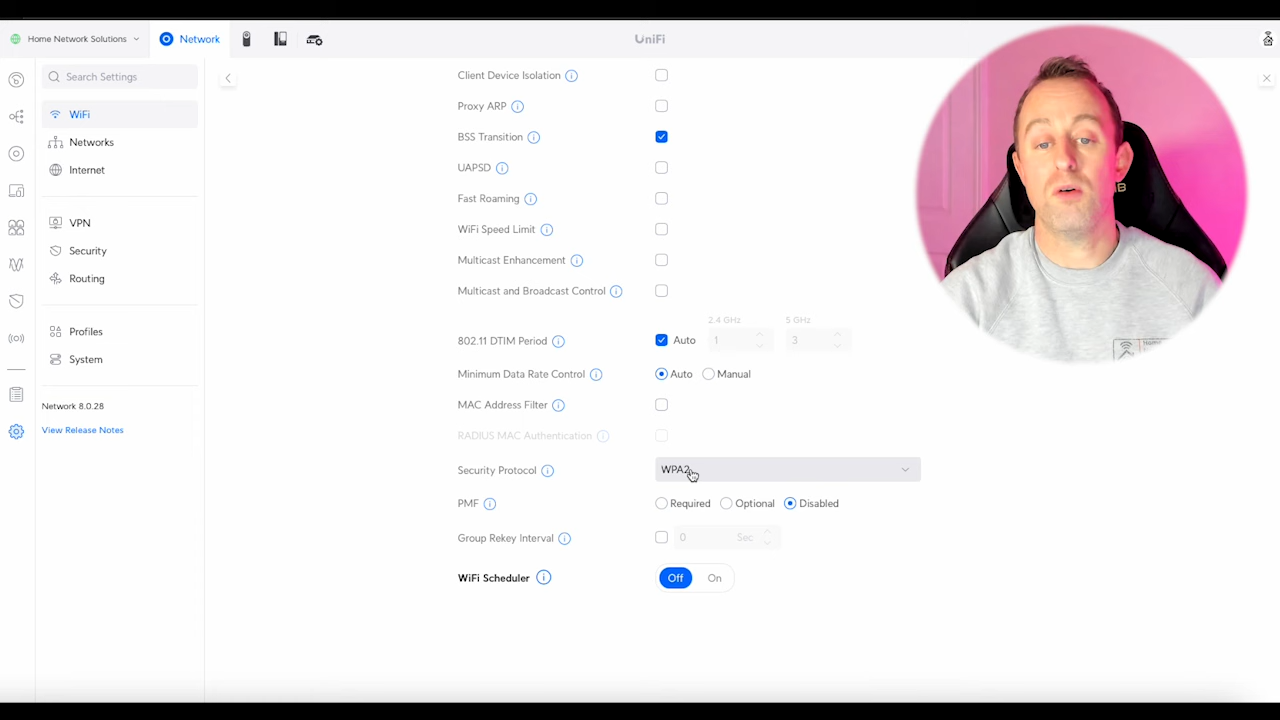 Home Network Solutions
Network
UniFi
Search Settings
WiFi
Networks
Internet
VPN
Security
Routing
Profiles
System
Network 8.0.28
View Release Notes
Client Device Isolation
Proxy ARP
BSS Transition
UAPSD
Fast Roaming
WiFi Speed Limit
Multicast Enhancement
Multicast and Broadcast Control
2.4 GHz 5 GHz
802.11 DTIM Period Auto 1 3
Minimum Data Rate Control Auto Manual
MAC Address Filter
RADIUS MAC Authentication
Security Protocol WPA2
PMF Required Optional Disabled
Group Rekey Interval 0 Sec
WiFi Scheduler Off On